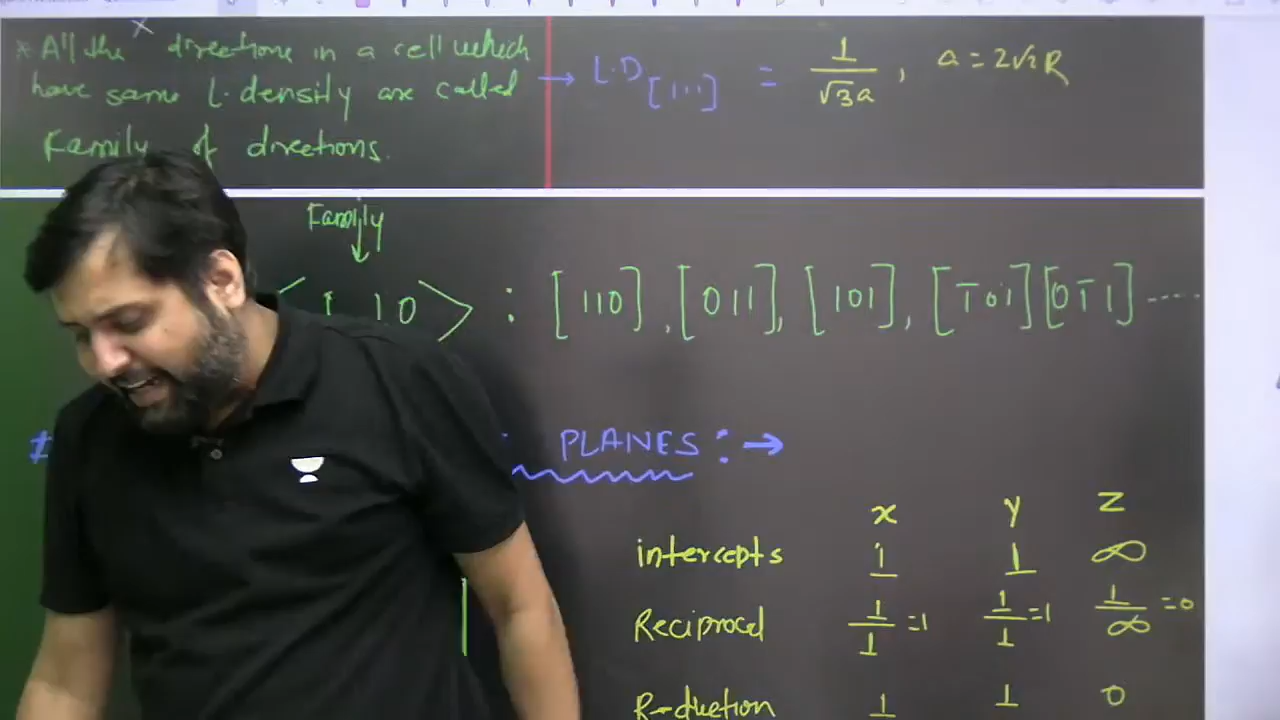 * All the directions in a cell which
have same L.density are called
Family of directions.
→ L.D[111] = 1/√3a , a = 2√2 R
Family
↓
110> : [110], [011], [101], [1̅01] [01̅1] ----
PLANES : →
x y z
intercepts 1 1 ∞
Reciprocal 1/1 =1 1/1 =1 1/∞ =0
Reduction 1 1 0